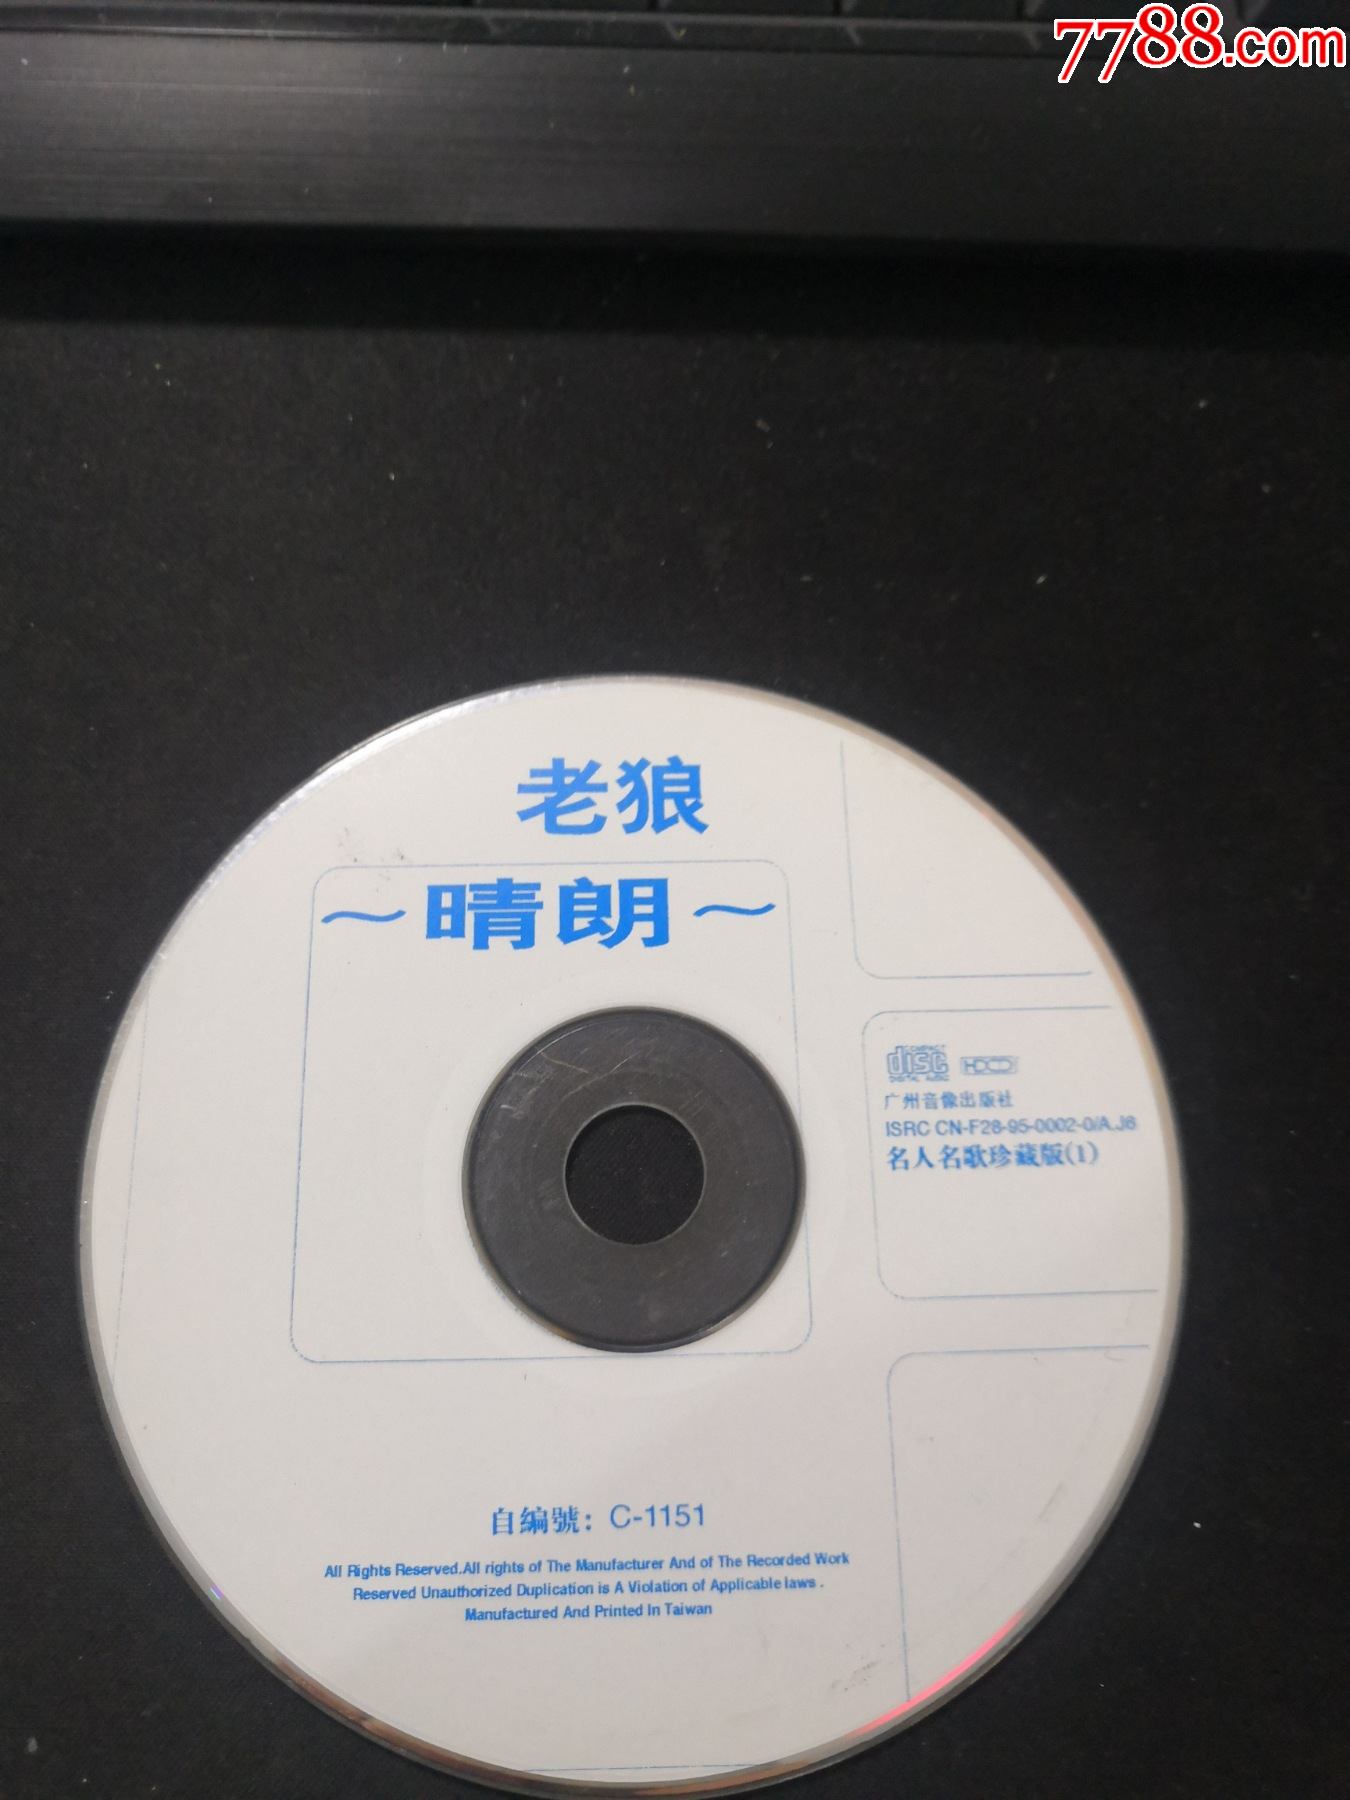 7788.com
老狼
～晴朗～
COMPACT
disc
DIGITAL AUDIO
HDCD
广州音像出版社
ISRC CN-F28-95-0002-0/A.J6
名人名歌珍藏版(1)
自编號：C-1151
All Rights Reserved.All rights of The Manufacturer And of The Recorded Work
Reserved Unauthorized Duplication is A Violation of Applicable laws .
Manufactured And Printed In Taiwan